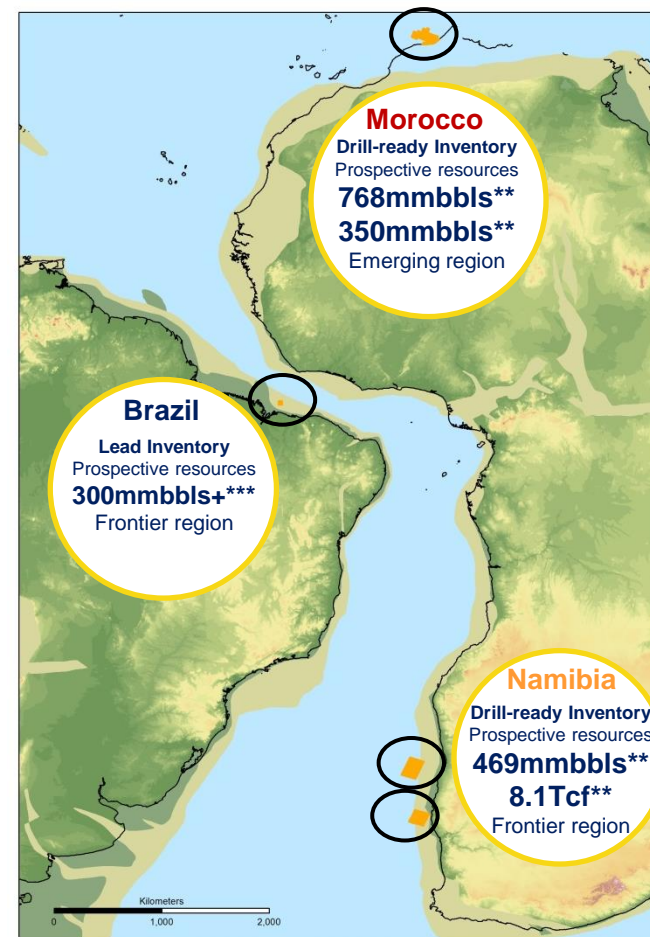 Morocco
Drill-ready Inventory
Prospective resources
768mmbbls**
350mmbbls**
Emerging region
Brazil
Lead Inventory
Prospective resources
300mmbbls+***
Frontier region
Namibia
Drill-ready Inventory
Prospective resources
469mmbbls**
8.1Tcf**
Frontier region
Kilometers
0 1,000 2,000